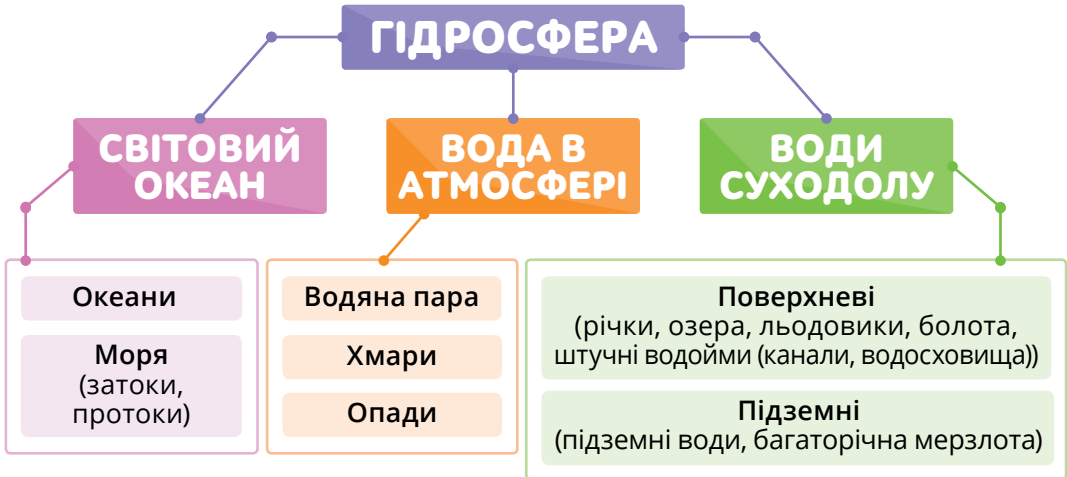 ГІДРОСФЕРА
СВІТОВИЙ
ОКЕАН
Океани
Моря
(затоки,
протоки)
ВОДА В
АТМОСФЕРІ
Водяна пара
Хмари
Опади
ВОДИ
СУХОДОЛУ
Поверхневі
(річки, озера, льодовики, болота,
штучні водойми (канали, водосховища))
Підземні
(підземні води, багаторічна мерзлота)